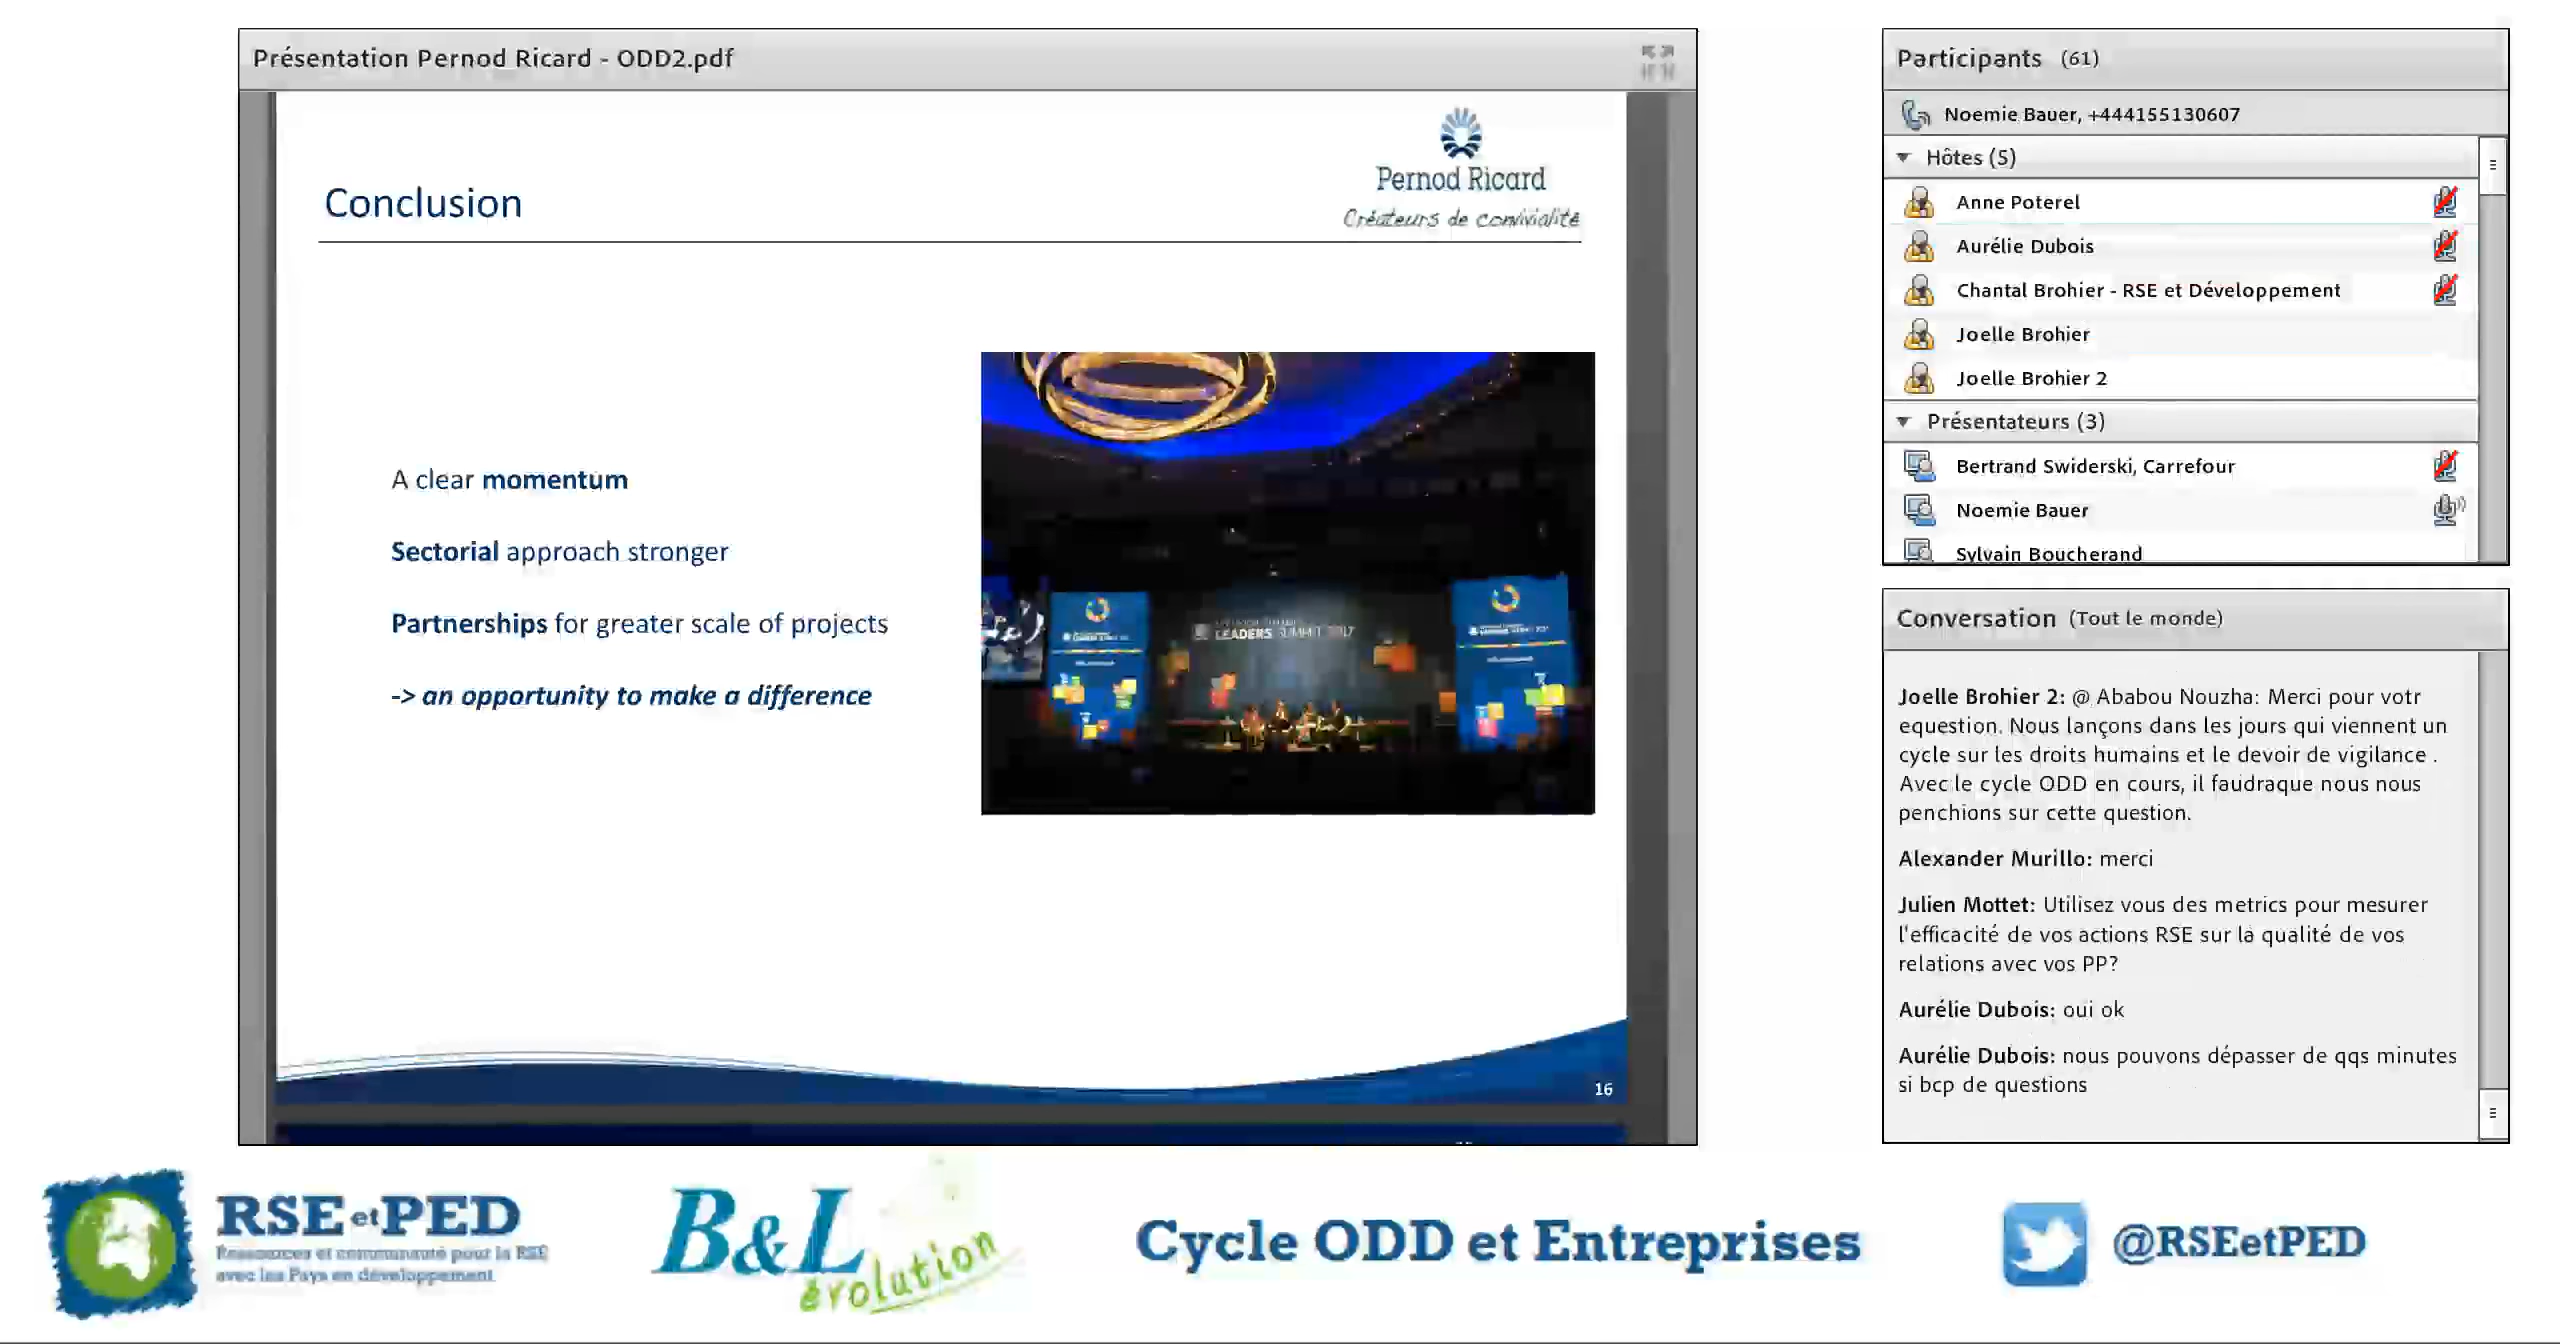 Présentation Pernod Ricard - ODD2.pdf
Pernod Ricard
Créateurs de convivialité
Conclusion
A clear momentum
Sectorial approach stronger
Partnerships for greater scale of projects
-> an opportunity to make a difference
LEADERS SUMMIT 2017
16
Participants (61)
Noemie Bauer, +444155130607
Hôtes (5)
Anne Poterel
Aurélie Dubois
Chantal Brohier - RSE et Développement
Joelle Brohier
Joelle Brohier 2
Présentateurs (3)
Bertrand Swiderski, Carrefour
Noemie Bauer
Sylvain Boucherand
Conversation (Tout le monde)
Joelle Brohier 2: @ Ababou Nouzha: Merci pour votr
equestion. Nous lançons dans les jours qui viennent un
cycle sur les droits humains et le devoir de vigilance .
Avec le cycle ODD en cours, il faudraque nous nous
penchions sur cette question.
Alexander Murillo: merci
Julien Mottet: Utilisez vous des metrics pour mesurer
l'efficacité de vos actions RSE sur la qualité de vos
relations avec vos PP?
Aurélie Dubois: oui ok
Aurélie Dubois: nous pouvons dépasser de qqs minutes
si bcp de questions
RSE et PED
Ressources et communauté pour la RSE
avec les Pays en développement
B&L
évolution
Cycle ODD et Entreprises
@RSEetPED